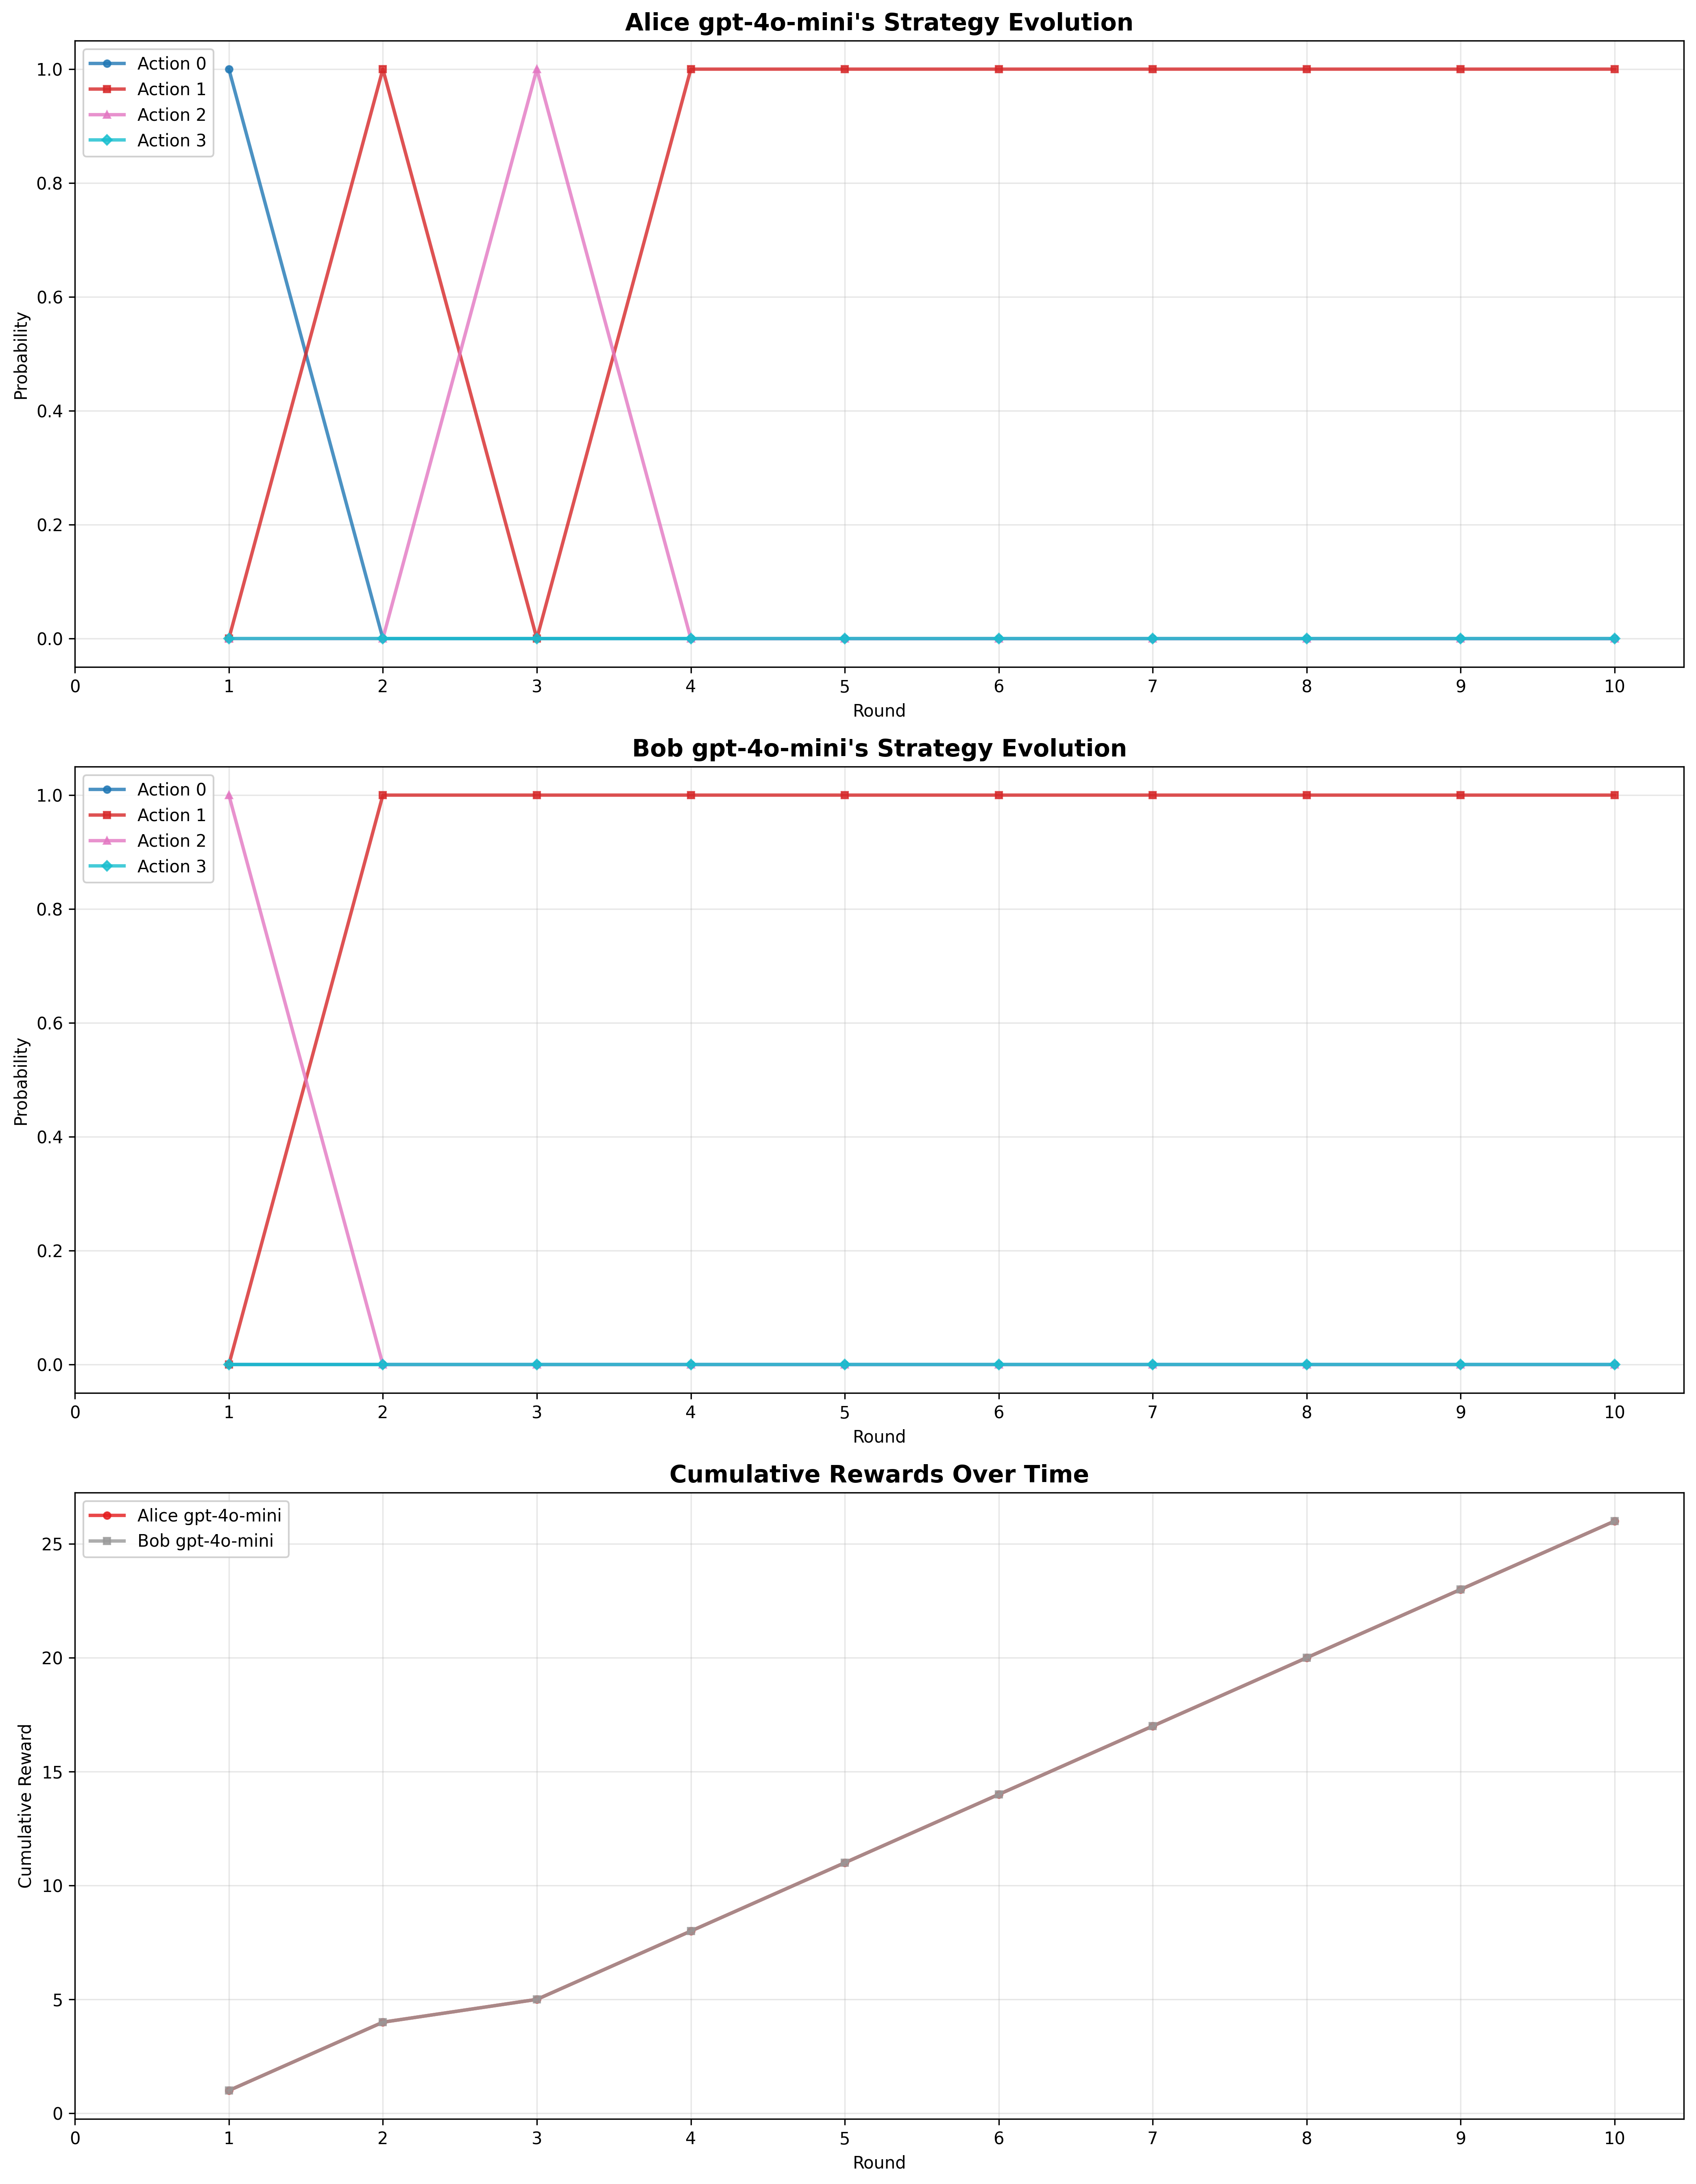 Alice gpt-4o-mini's Strategy Evolution
Action 0
Action 1
Action 2
Action 3
1.0
0.8
0.6
0.4
0.2
0.0
Probability
0 1 2 3 4 5 6 7 8 9 10
Round
Bob gpt-4o-mini's Strategy Evolution
Action 0
Action 1
Action 2
Action 3
1.0
0.8
0.6
0.4
0.2
0.0
Probability
0 1 2 3 4 5 6 7 8 9 10
Round
Cumulative Rewards Over Time
Alice gpt-4o-mini
Bob gpt-4o-mini
25
20
15
10
5
0
Cumulative Reward
0 1 2 3 4 5 6 7 8 9 10
Round